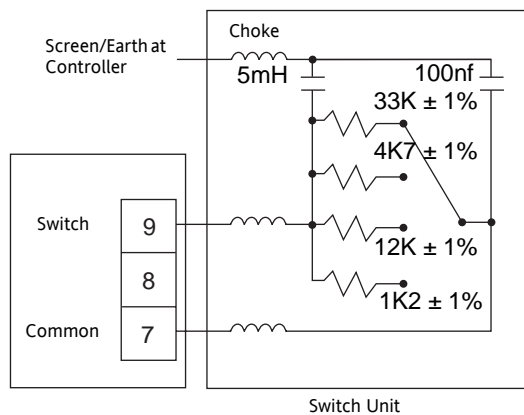 Choke
Screen/Earth at
Controller
5mH
100nf
33K ± 1%
4K7 ± 1%
Switch
9
12K ± 1%
8
1K2 ± 1%
Common
7
Switch Unit